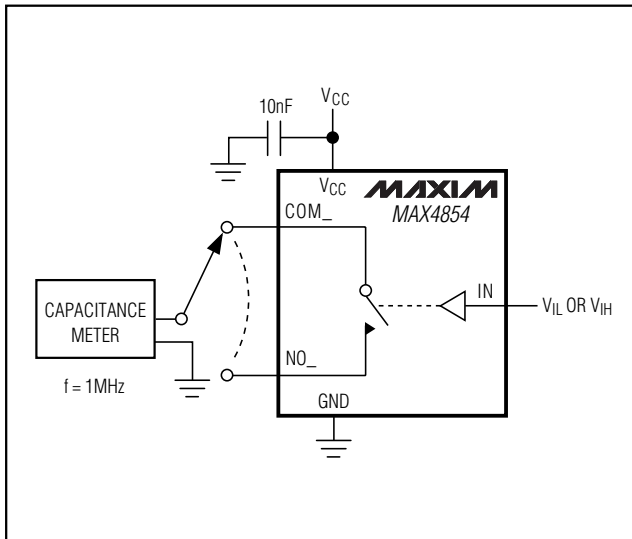 10nF
VCC
VCC
MAXIM
MAX4854
COM_
IN
VIL OR VIH
CAPACITANCE
METER
f = 1MHz
NO_
GND